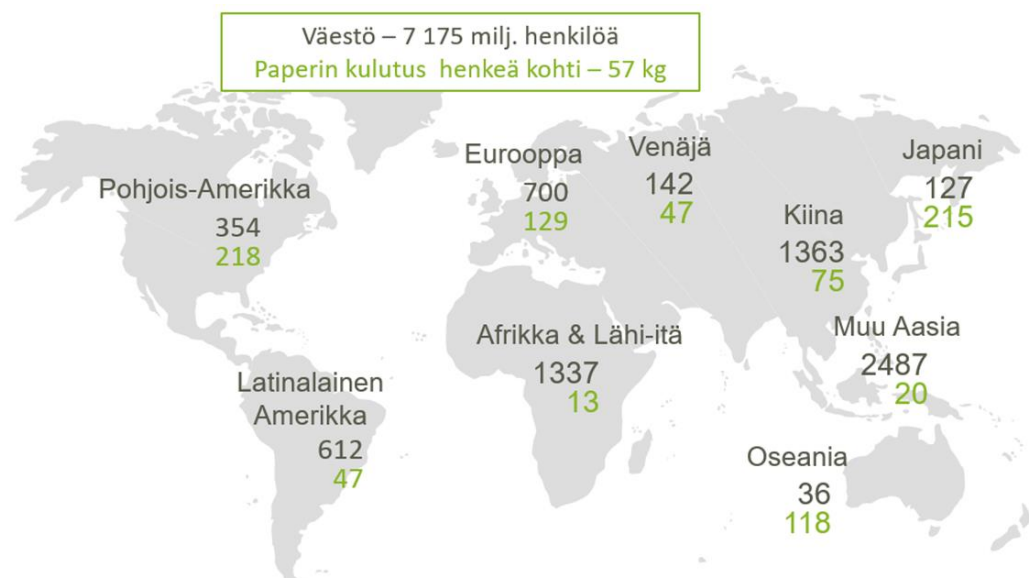 Väestö – 7 175 milj. henkilöä
Paperin kulutus henkeä kohti – 57 kg
Pohjois-Amerikka
354
218
Eurooppa
700
129
Venäjä
142
47
Japani
127
215
Kiina
1363
75
Afrikka & Lähi-itä
1337
13
Muu Aasia
2487
20
Latinalainen
Amerikka
612
47
Oseania
36
118